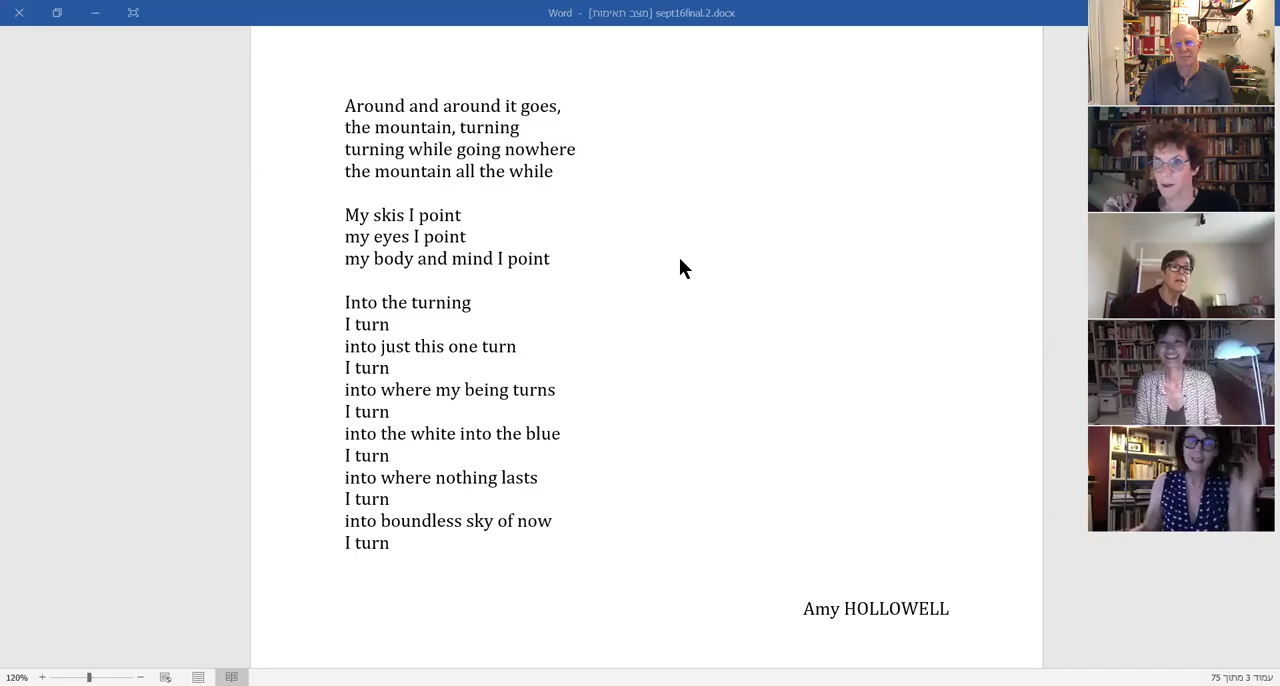 sept16final.2.docx [מצב תאימות] - Word
Around and around it goes,
the mountain, turning
turning while going nowhere
the mountain all the while
My skis I point
my eyes I point
my body and mind I point
Into the turning
I turn
into just this one turn
I turn
into where my being turns
I turn
into the white into the blue
I turn
into where nothing lasts
I turn
into boundless sky of now
I turn
Amy HOLLOWELL
120%
עמוד 3 מתוך 75